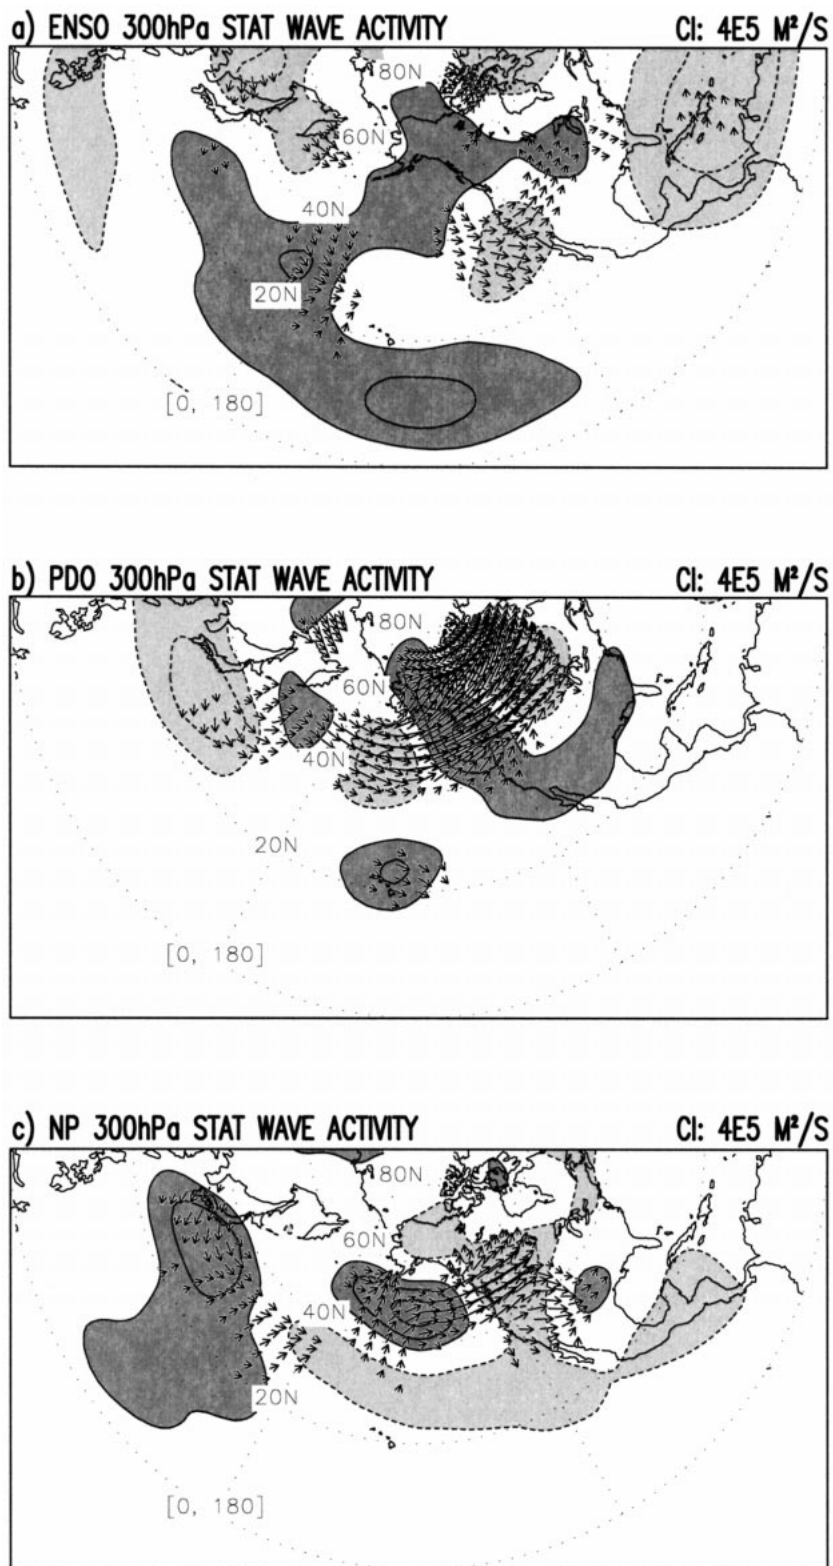 a) ENSO 300hPa STAT WAVE ACTIVITY CI: 4E5 M²/S
80N
60N
40N
20N
[0, 180]
b) PDO 300hPa STAT WAVE ACTIVITY CI: 4E5 M²/S
80N
60N
40N
20N
[0, 180]
c) NP 300hPa STAT WAVE ACTIVITY CI: 4E5 M²/S
80N
60N
40N
20N
[0, 180]